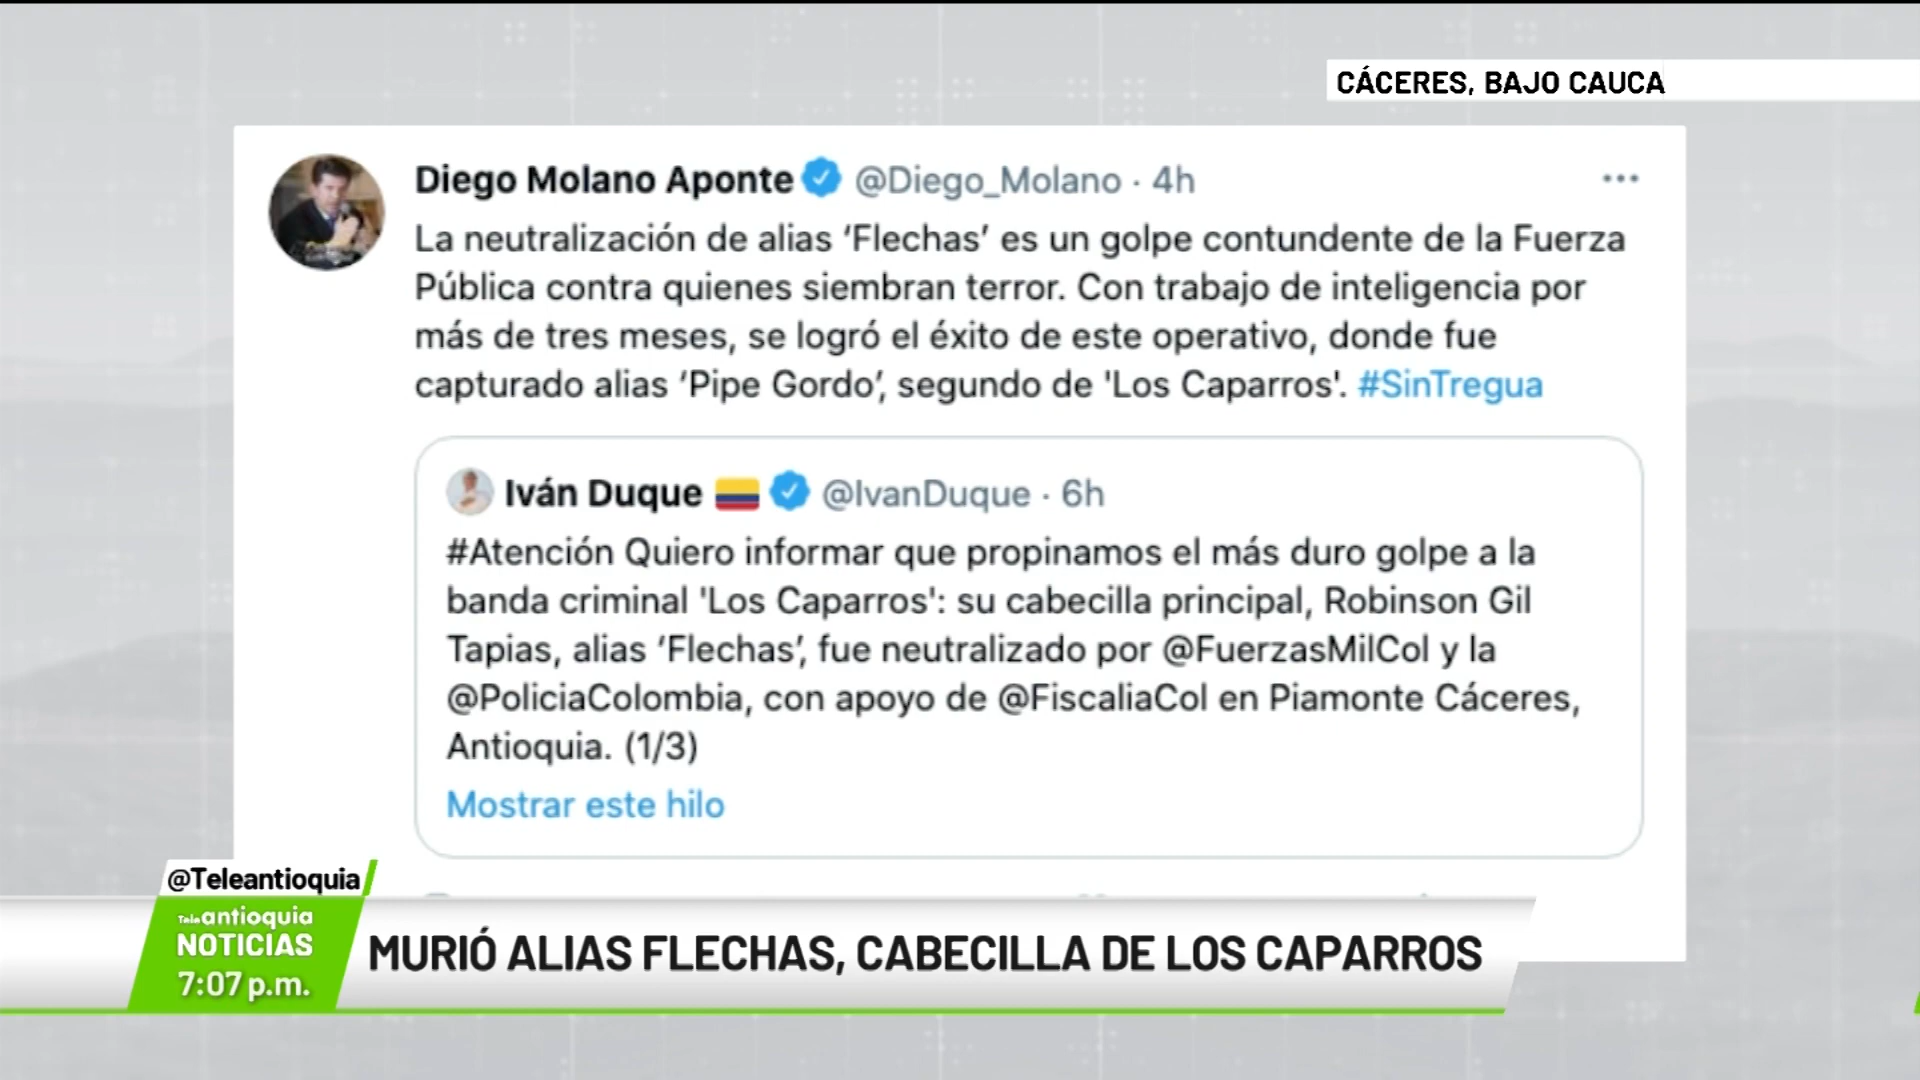 CÁCERES, BAJO CAUCA
Diego Molano Aponte @Diego_Molano · 4h
La neutralización de alias ‘Flechas’ es un golpe contundente de la Fuerza
Pública contra quienes siembran terror. Con trabajo de inteligencia por
más de tres meses, se logró el éxito de este operativo, donde fue
capturado alias ‘Pipe Gordo’, segundo de 'Los Caparros'. #SinTregua
Iván Duque @IvanDuque · 6h
#Atención Quiero informar que propinamos el más duro golpe a la
banda criminal 'Los Caparros': su cabecilla principal, Robinson Gil
Tapias, alias ‘Flechas’, fue neutralizado por @FuerzasMilCol y la
@PoliciaColombia, con apoyo de @FiscaliaCol en Piamonte Cáceres,
Antioquia. (1/3)
Mostrar este hilo
@Teleantioquia
Teleantioquia
NOTICIAS
7:07 p.m.
MURIÓ ALIAS FLECHAS, CABECILLA DE LOS CAPARROS